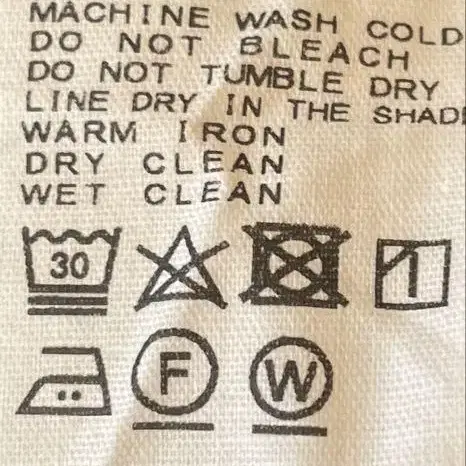 MACHINE WASH COLD
DO NOT BLEACH
DO NOT TUMBLE DRY
LINE DRY IN THE SHAD
WARM IRON
DRY CLEAN
WET CLEAN
30
F W